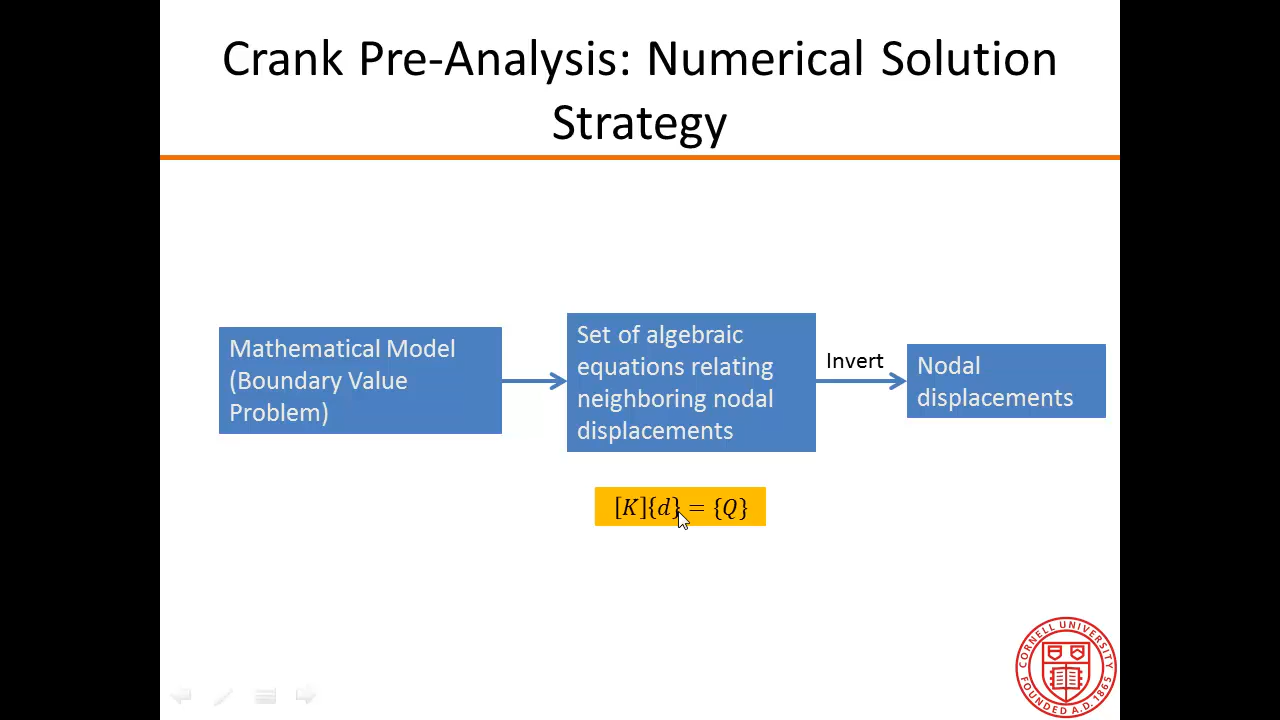 Crank Pre-Analysis: Numerical Solution
Strategy
Mathematical Model
(Boundary Value
Problem)
Set of algebraic
equations relating
neighboring nodal
displacements
Invert
Nodal
displacements
[K]{d} = {Q}
CORNELL UNIVERSITY
FOUNDED A.D. 1865